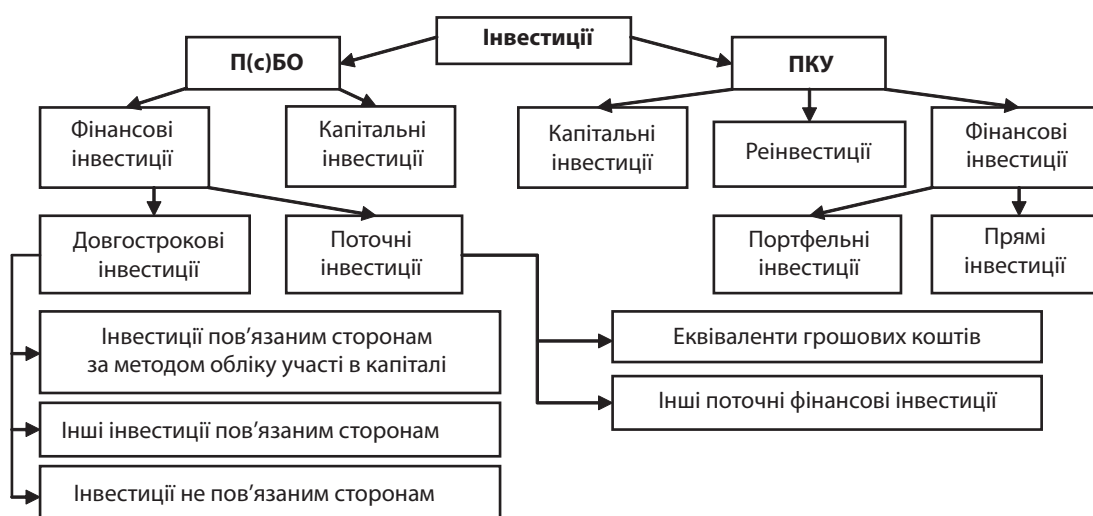 Інвестиції
П(с)БО
ПКУ
Фінансові
інвестиції
Капітальні
інвестиції
Капітальні
інвестиції
Реінвестиції
Фінансові
інвестиції
Довгострокові
інвестиції
Поточні
інвестиції
Портфельні
інвестиції
Прямі
інвестиції
Інвестиції пов’язаним сторонам
за методом обліку участі в капіталі
Інші інвестиції пов’язаним сторонам
Інвестиції не пов’язаним сторонам
Еквіваленти грошових коштів
Інші поточні фінансові інвестиції